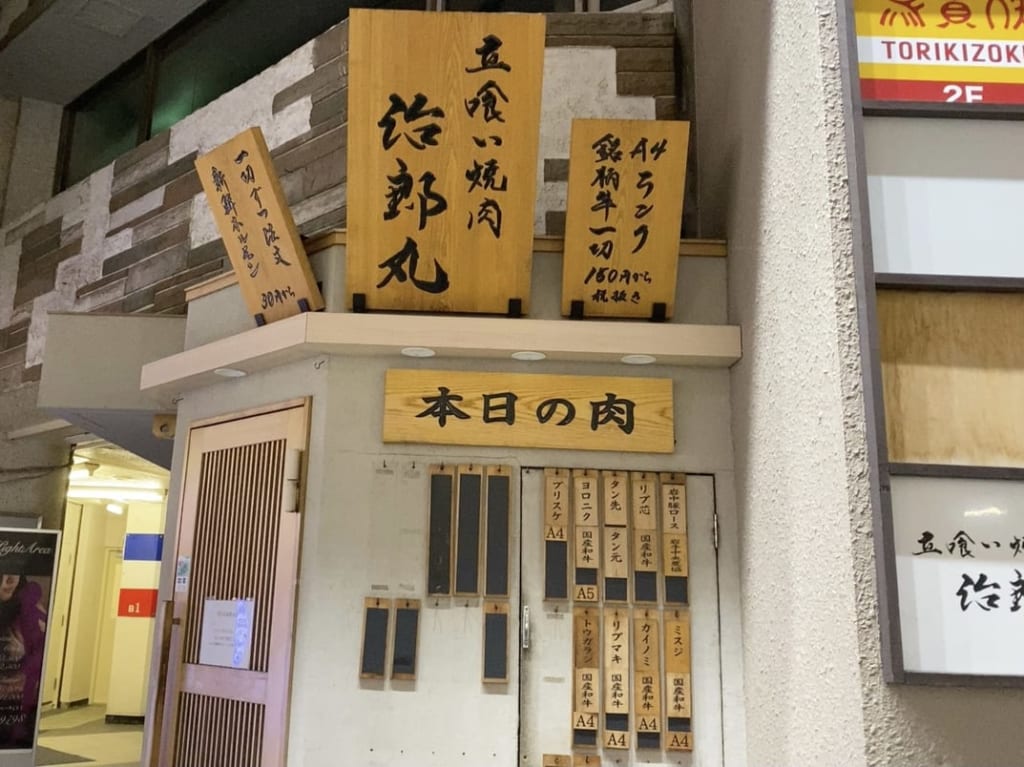 立喰い焼肉
治郎丸
一切ずつ注文
新鮮ホルモン
30円から
A4ランク
銘柄牛一切
150円から
税抜き
本日の肉
ブリスケ
A4
ヨロニク
国産和牛
A5
タン先
タン元
リブ芯
国産和牛
岩中豚ロース
トウガラシ
国産和牛
A4
リブマキ
国産和牛
A4
カイノミ
国産和牛
A4
ミスジ
国産和牛
A4
TORIKIZOKU
2F
立喰い焼
治郎
Light Area
B1